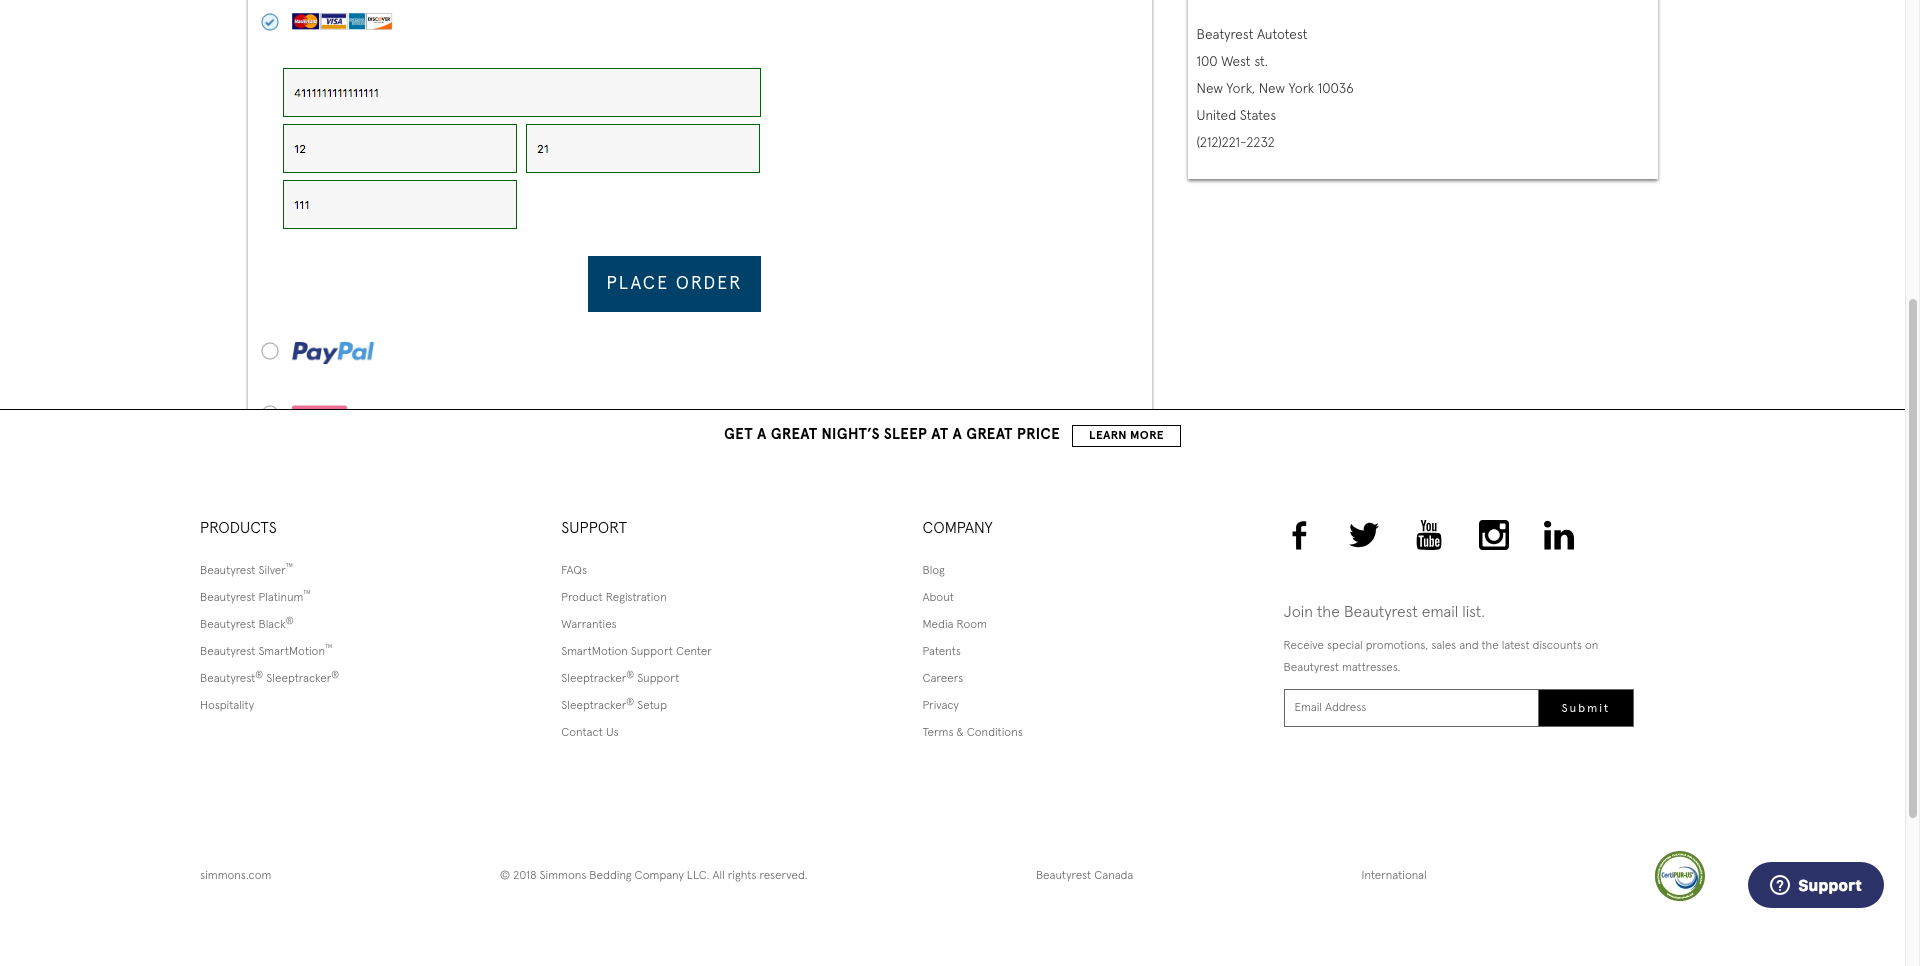 MasterCard VISA DISCOVER
4111111111111111
12
21
111
PLACE ORDER
PayPal
Beatyrest Autotest
100 West st.
New York, New York 10036
United States
(212)221-2232
GET A GREAT NIGHT'S SLEEP AT A GREAT PRICE
LEARN MORE
PRODUCTS
Beautyrest Silver™
Beautyrest Platinum™
Beautyrest Black®
Beautyrest SmartMotion™
Beautyrest® Sleeptracker®
Hospitality
SUPPORT
FAQs
Product Registration
Warranties
SmartMotion Support Center
Sleeptracker® Support
Sleeptracker® Setup
Contact Us
COMPANY
Blog
About
Media Room
Patents
Careers
Privacy
Terms & Conditions
You
Tube
in
Join the Beautyrest email list.
Receive special promotions, sales and the latest discounts on
Beautyrest mattresses.
Email Address
Submit
simmons.com
© 2018 Simmons Bedding Company LLC. All rights reserved.
Beautyrest Canada
International
CertiPUR-US
Support